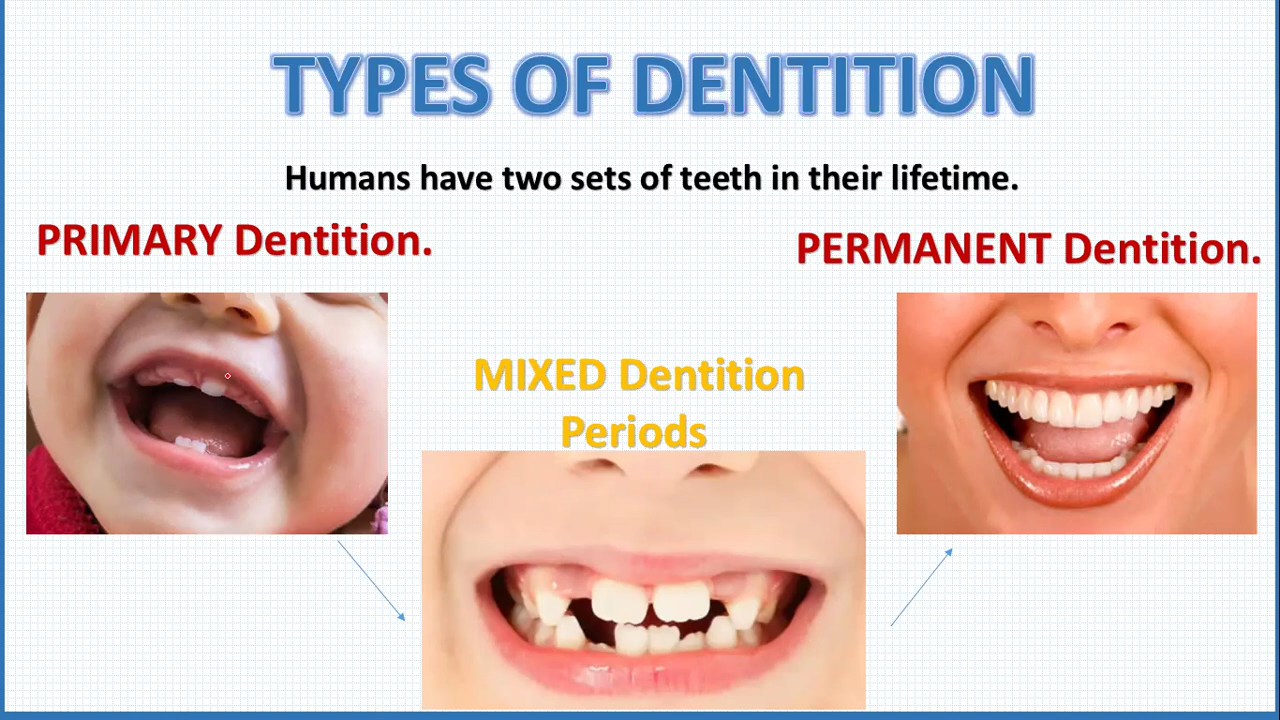 TYPES OF DENTITION
Humans have two sets of teeth in their lifetime.
PRIMARY Dentition.
PERMANENT Dentition.
MIXED Dentition
Periods